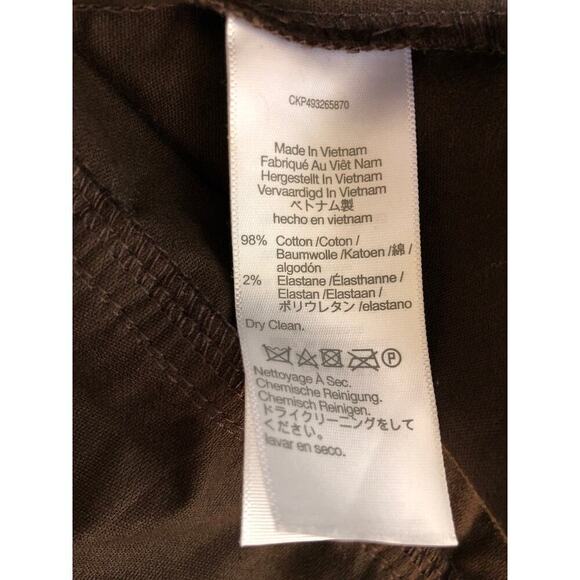 CKP493265870
Made In Vietnam
Fabriqué Au Viêt Nam
Hergestellt In Vietnam
Vervaardigd In Vietnam
ベトナム製
hecho en vietnam
98% Cotton /Coton /
Baumwolle /Katoen /綿 /
algodón
2% Elastane /Élasthanne /
Elastan /Elastaan /
ポリウレタン /elastano
Dry Clean.
P
Nettoyage À Sec.
Chemische Reinigung.
Chemisch Reinigen.
ドライクリーニングをして
ください。
lavar en seco.